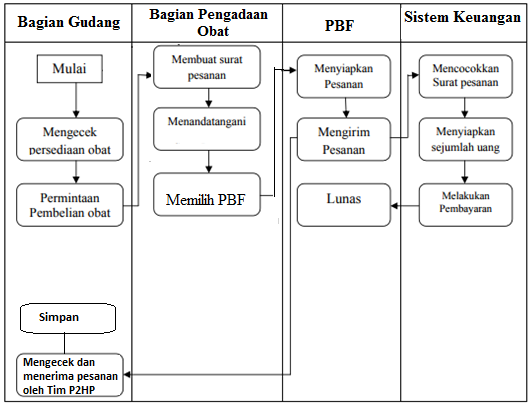 Bagian Gudang
Bagian Pengadaan
Obat
PBF
Sistem Keuangan
Mulai
Mengecek
persediaan obat
Permintaan
Pembelian obat
Simpan
Mengecek dan
menerima pesanan
oleh Tim P2HP
Membuat surat
pesanan
Menandatangani
Memilih PBF
Menyiapkan
Pesanan
Mengirim
Pesanan
Lunas
Mencocokkan
Surat pesanan
Menyiapkan
sejumlah uang
Melakukan
Pembayaran